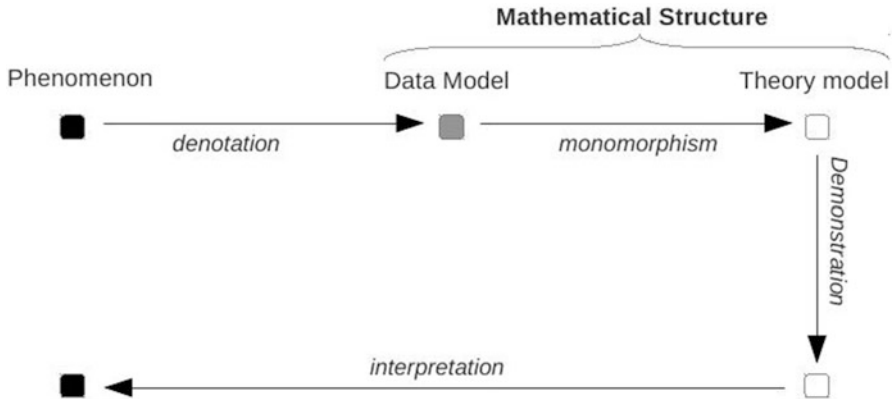 Mathematical Structure
Phenomenon
Data Model
Theory model
denotation
monomorphism
Demonstration
interpretation